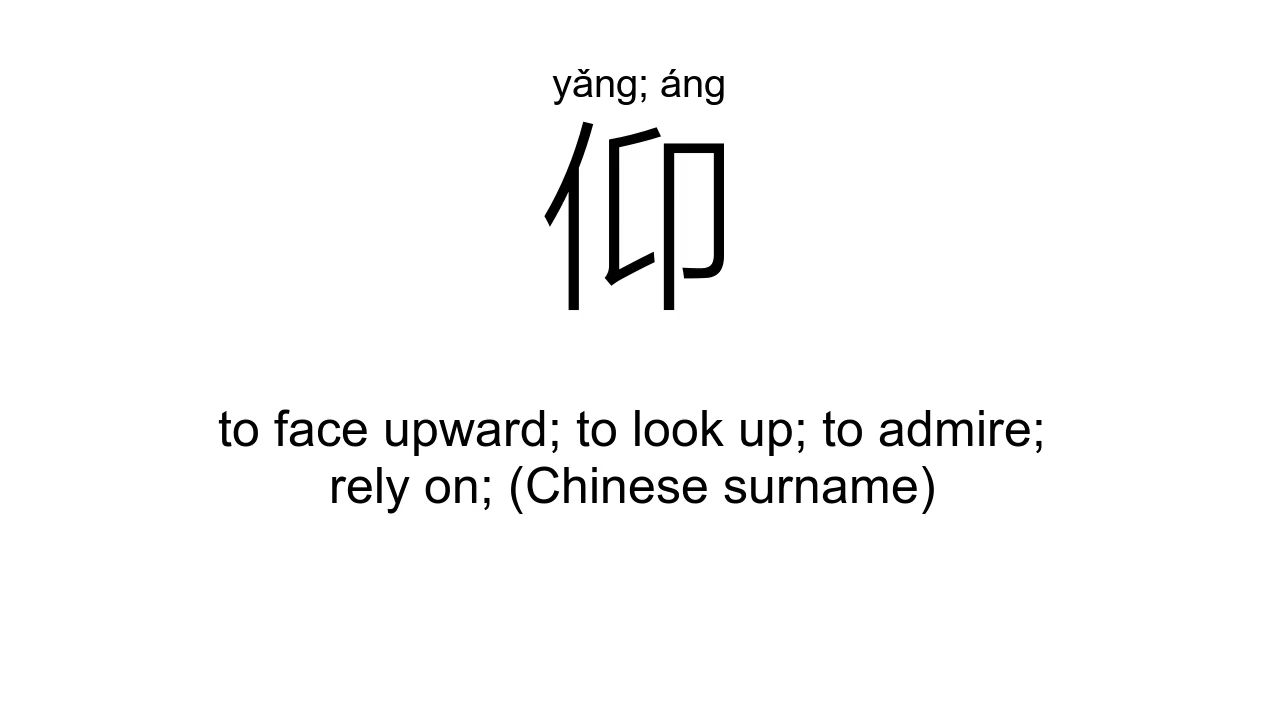 yǎng; áng
仰
to face upward; to look up; to admire;
rely on; (Chinese surname)